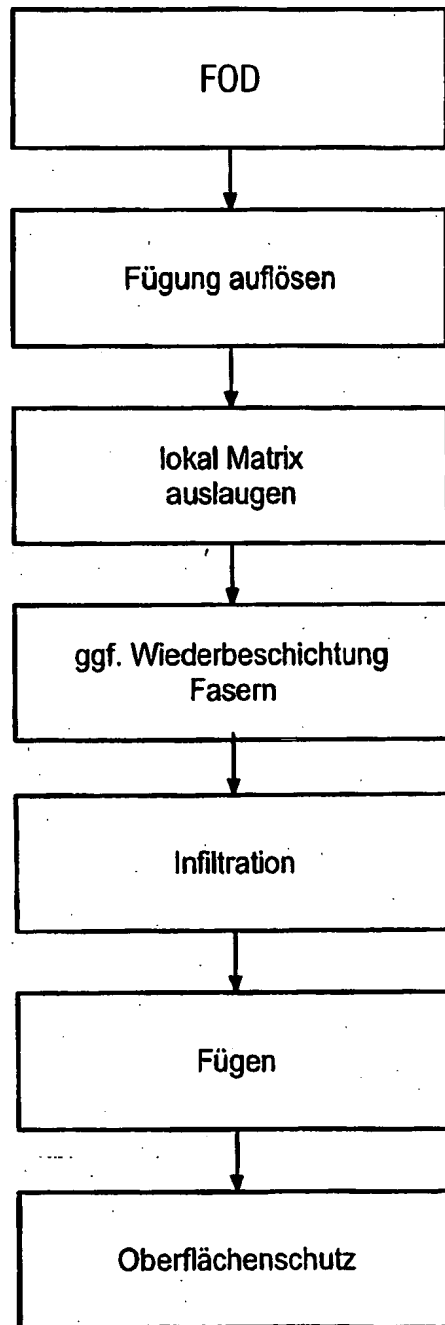 FOD
Fügung auflösen
lokal Matrix
auslaugen
ggf. Wiederbeschichtung
Fasern
Infiltration
Fügen
Oberflächenschutz